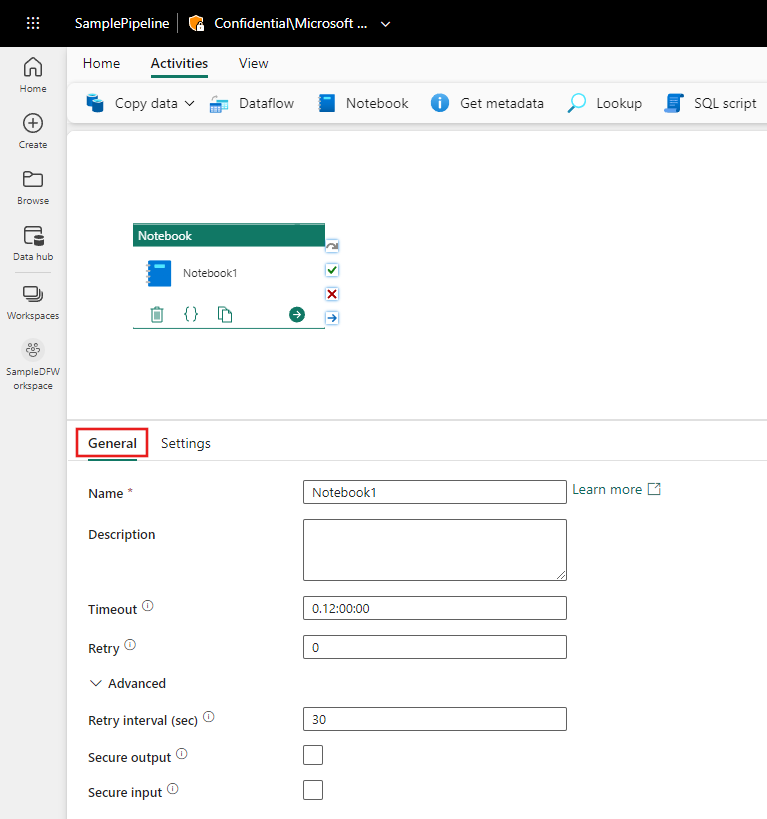 SamplePipeline Confidential\Microsoft ...
Home Activities View
Copy data Dataflow Notebook Get metadata Lookup SQL script
Home
Create
Browse
Data hub
Workspaces
SampleDFW
orkspace
Notebook
Notebook1
General Settings
Name * Notebook1 Learn more
Description
Timeout 0.12:00:00
Retry 0
Advanced
Retry interval (sec) 30
Secure output
Secure input